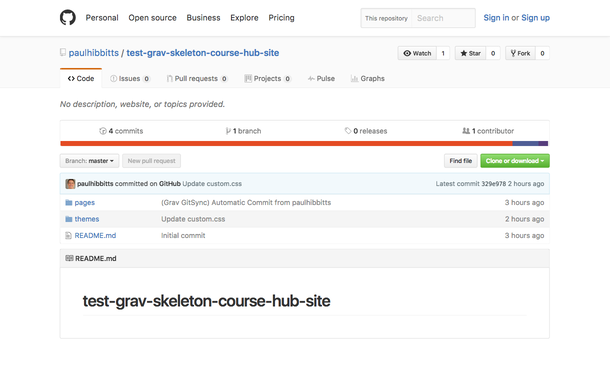 Personal Open source Business Explore Pricing This repository Search Sign in or Sign up
paulhibbitts / test-grav-skeleton-course-hub-site Watch 1 Star 0 Fork 0
Code Issues 0 Pull requests 0 Projects 0 Pulse Graphs
No description, website, or topics provided.
4 commits 1 branch 0 releases 1 contributor
Branch: master New pull request Find file Clone or download
paulhibbitts committed on GitHub Update custom.css Latest commit 329e978 2 hours ago
pages (Grav GitSync) Automatic Commit from paulhibbitts 3 hours ago
themes Update custom.css 2 hours ago
README.md Initial commit 3 hours ago
README.md
test-grav-skeleton-course-hub-site